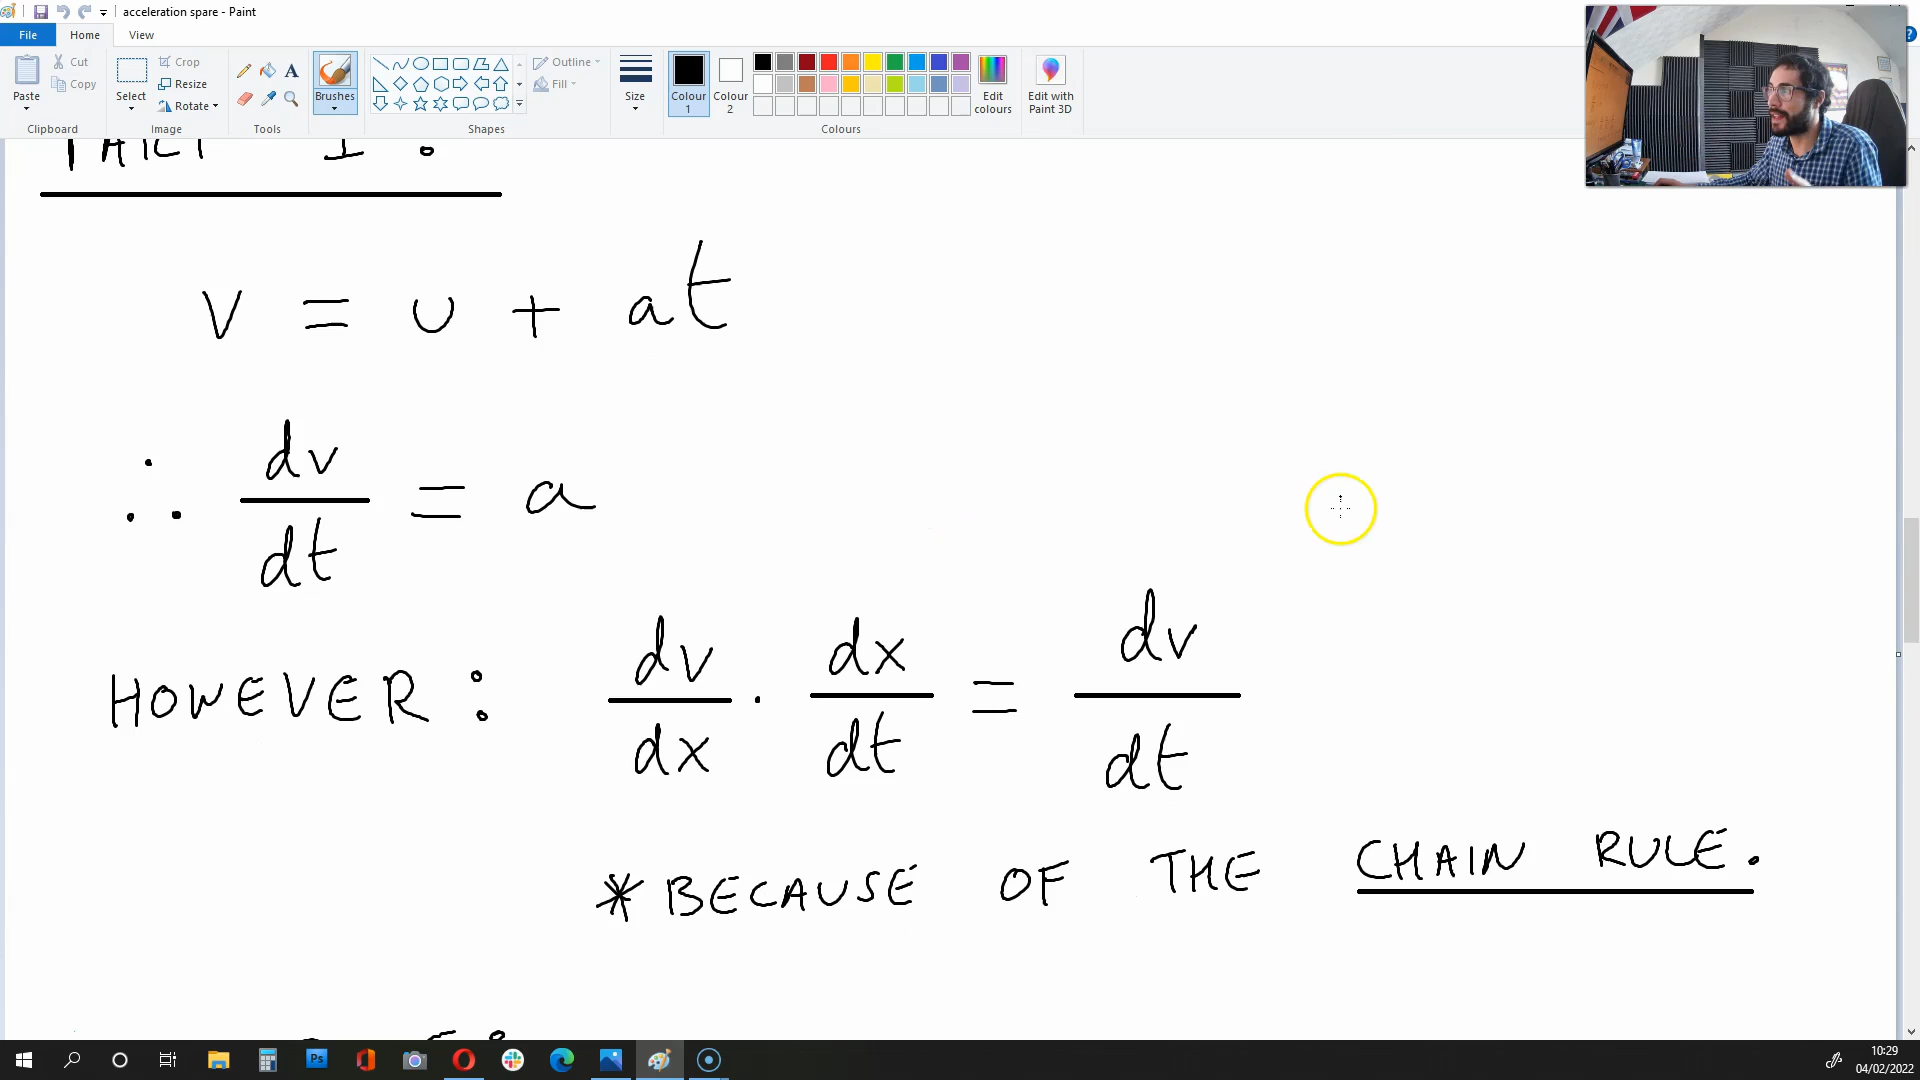 acceleration spare - Paint
File Home View
Paste Cut Copy Select Crop Resize Rotate Brushes Outline Fill Size Colour 1 Colour 2 Edit colours Edit with Paint 3D
Clipboard Image Tools Shapes Colours
PART I:
V = U + at
∴ dv/dt = a
HOWEVER: dv/dx · dx/dt = dv/dt
*BECAUSE OF THE CHAIN RULE.
10:29
04/02/2022